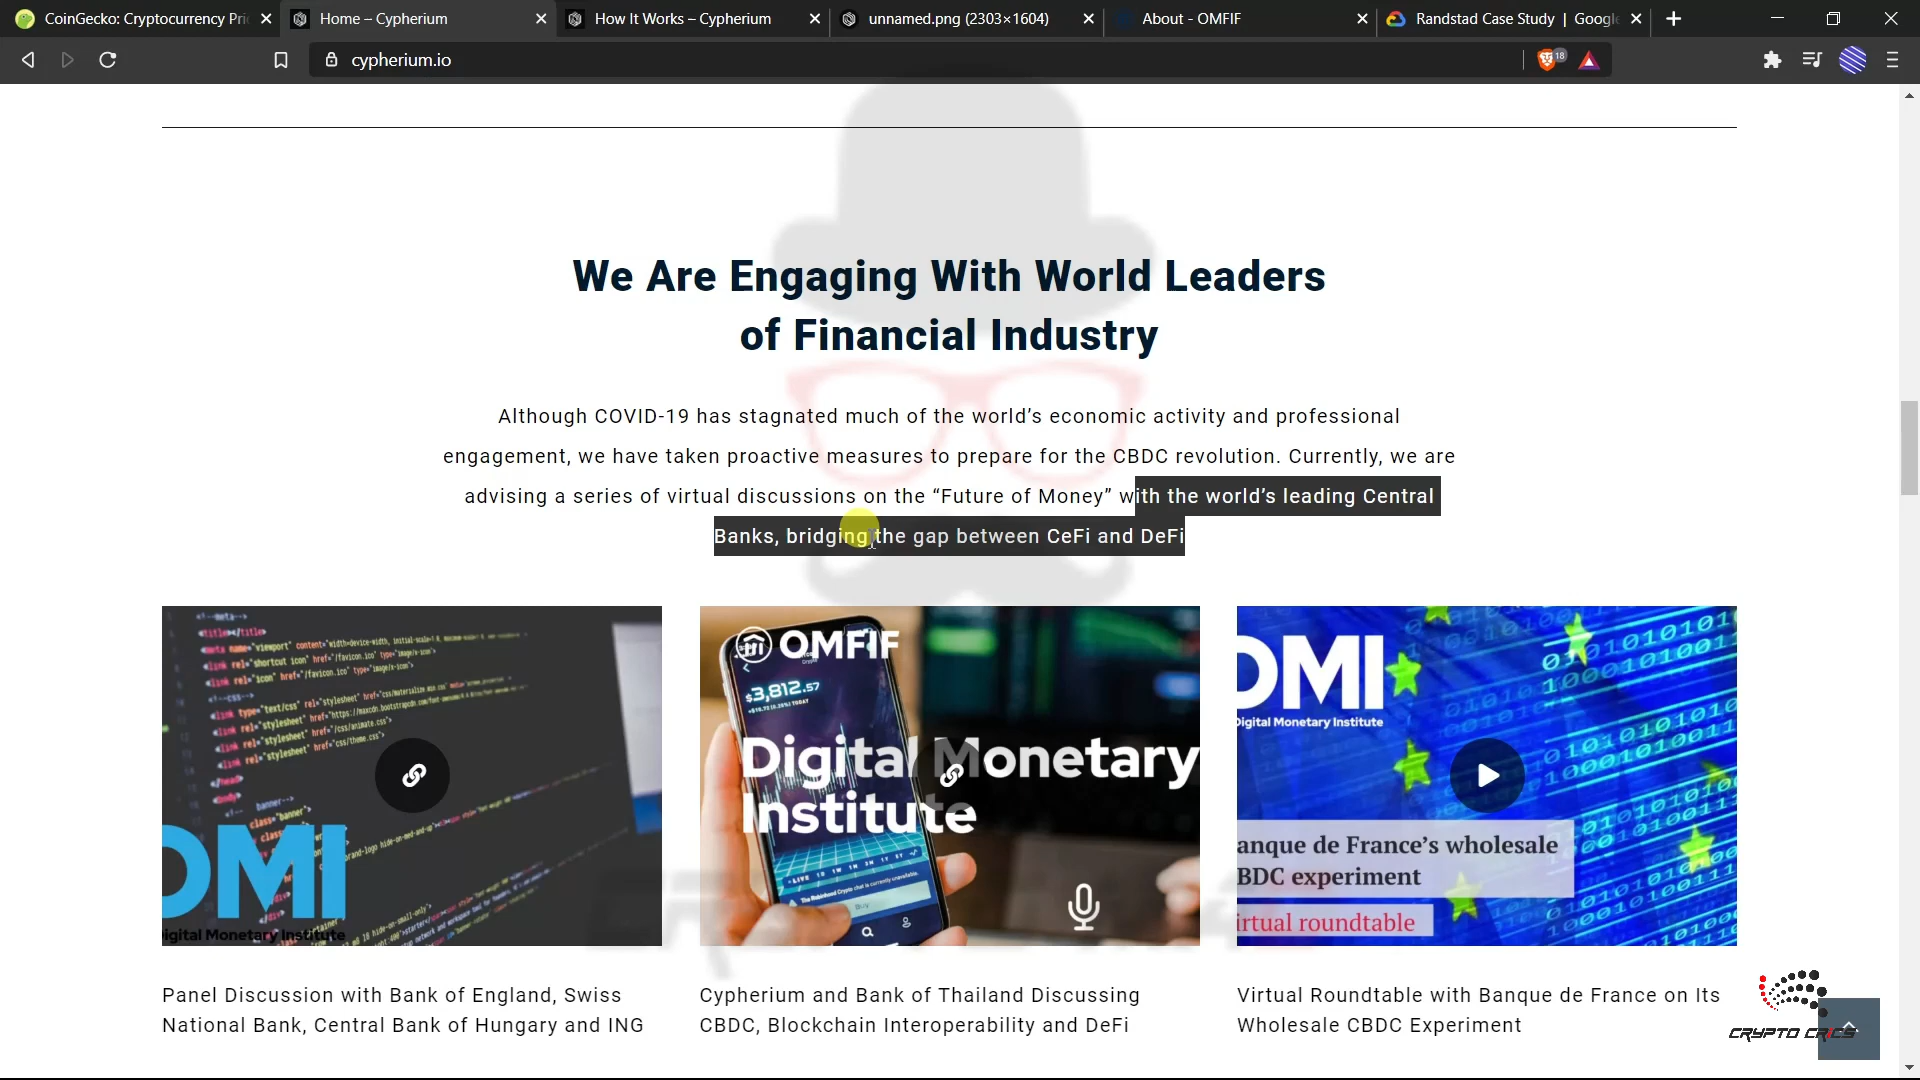 CoinGecko: Cryptocurrency Pri
Home – Cypherium
How It Works – Cypherium
unnamed.png (2303×1604)
About - OMFIF
Randstad Case Study | Google
cypherium.io
18
We Are Engaging With World Leaders
of Financial Industry
Although COVID-19 has stagnated much of the world's economic activity and professional
engagement, we have taken proactive measures to prepare for the CBDC revolution. Currently, we are
advising a series of virtual discussions on the “Future of Money” with the world's leading Central
Banks, bridging the gap between CeFi and DeFi
DMI
igital Monetary Institute
OMFIF
$3,812.57
Digital Monetary
Institute
Buy
DMI
Digital Monetary Institute
anque de France's wholesale
BDC experiment
irtual roundtable
Panel Discussion with Bank of England, Swiss
National Bank, Central Bank of Hungary and ING
Cypherium and Bank of Thailand Discussing
CBDC, Blockchain Interoperability and DeFi
Virtual Roundtable with Banque de France on Its
Wholesale CBDC Experiment
CRYPTO CRICS